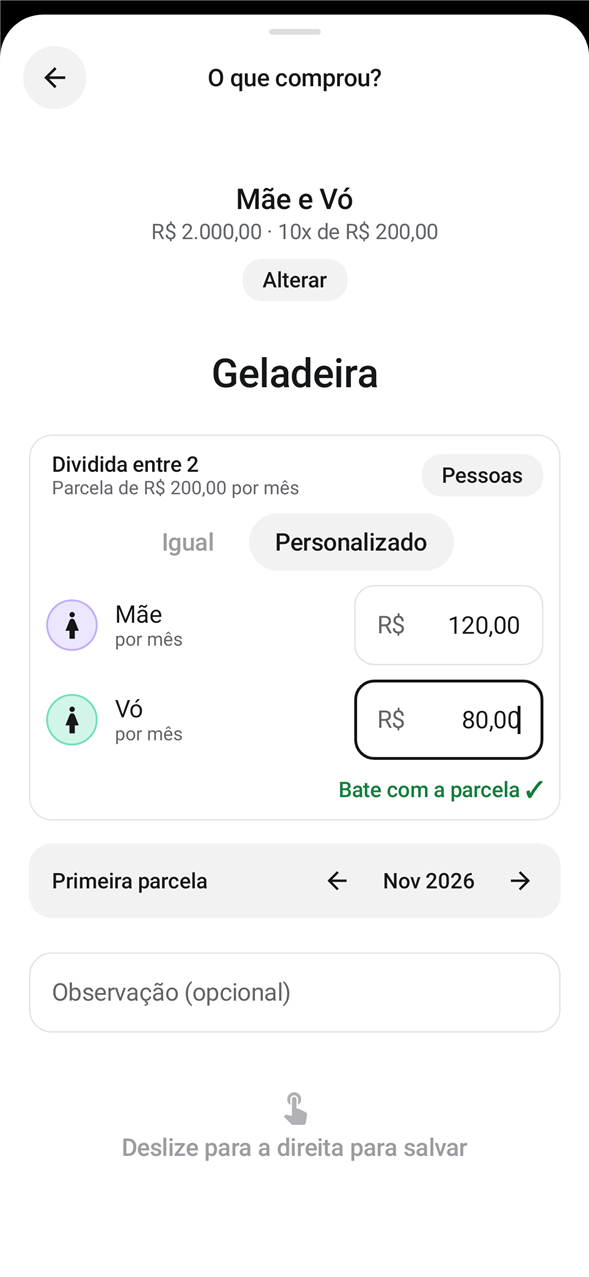 O que comprou?
Mãe e Vó
R$ 2.000,00 · 10x de R$ 200,00
Alterar
Geladeira
Dividida entre 2
Parcela de R$ 200,00 por mês
Pessoas
Igual
Personalizado
Mãe
por mês
R$ 120,00
Vó
por mês
R$ 80,00
Bate com a parcela ✓
Primeira parcela
Nov 2026
Observação (opcional)
Deslize para a direita para salvar